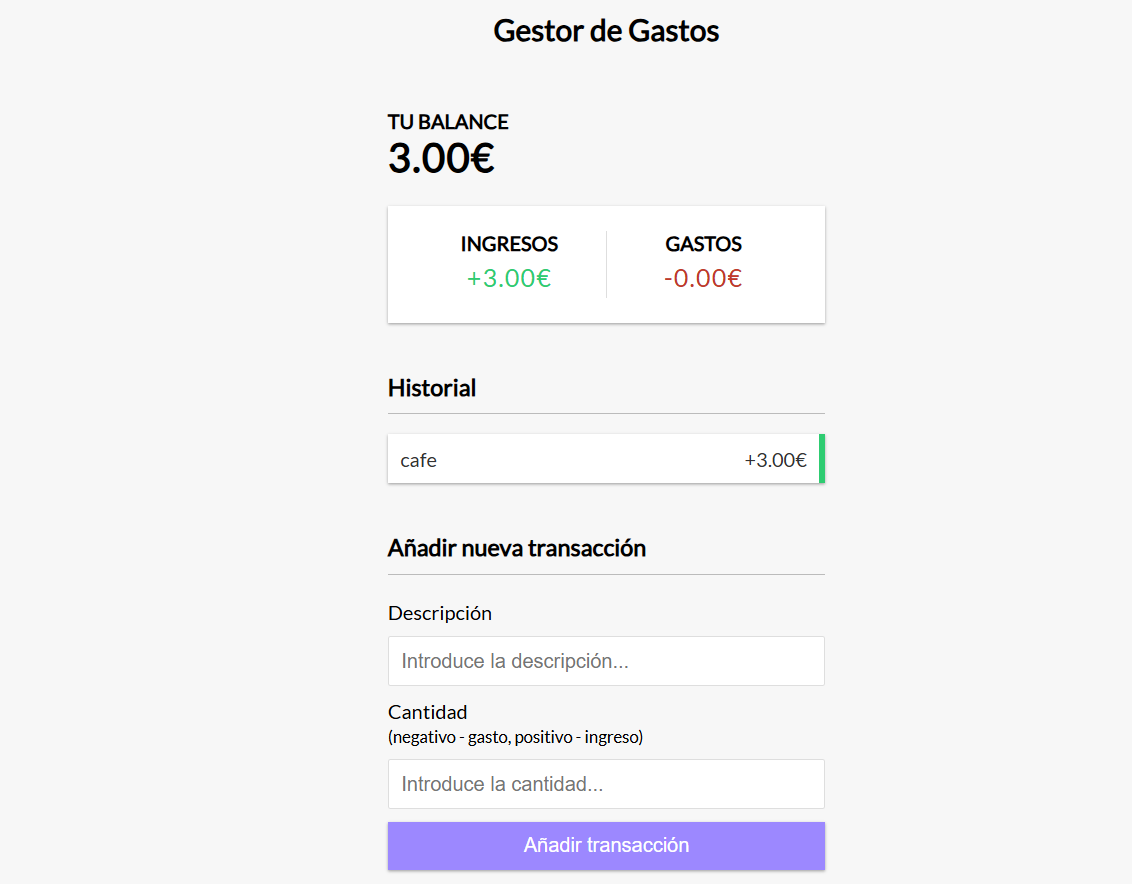 Gestor de Gastos
TU BALANCE
3.00€
INGRESOS
+3.00€
GASTOS
-0.00€
Historial
cafe +3.00€
Añadir nueva transacción
Descripción
Introduce la descripción...
Cantidad
(negativo - gasto, positivo - ingreso)
Introduce la cantidad...
Añadir transacción